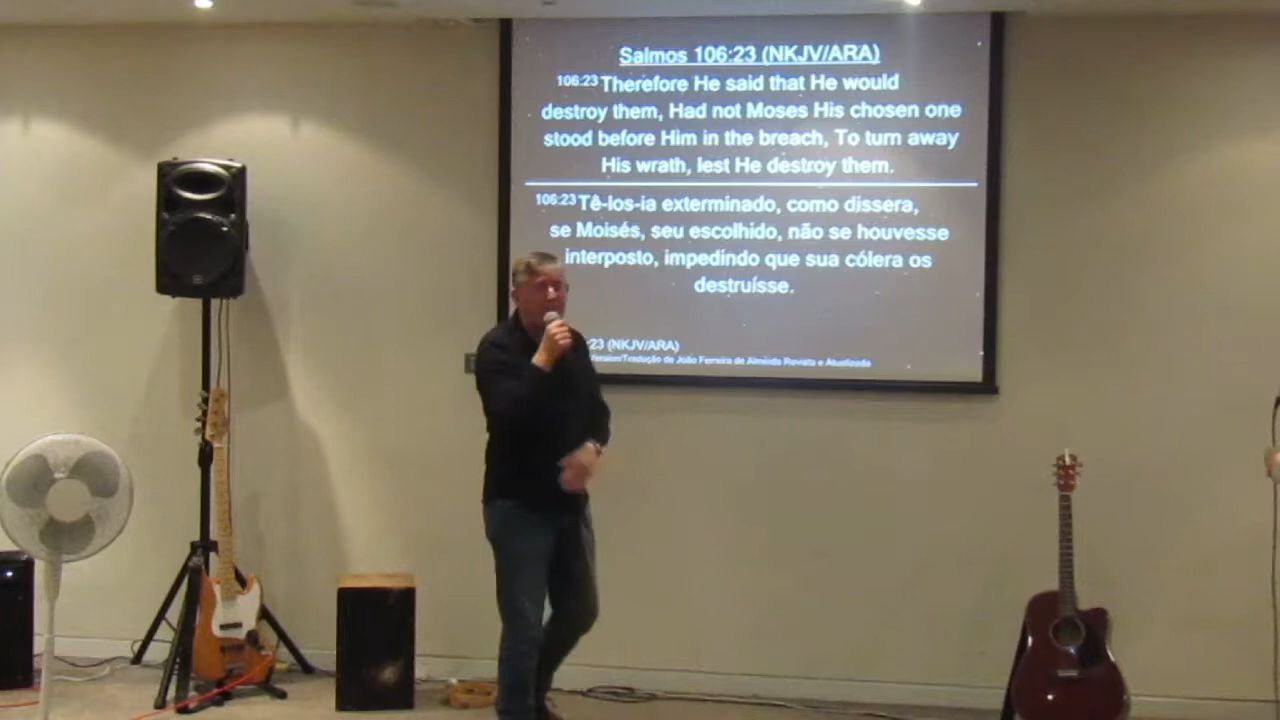 Salmos 106:23 (NKJV/ARA)
106:23 Therefore He said that He would
destroy them, Had not Moses His chosen one
stood before Him in the breach, To turn away
His wrath, lest He destroy them.
106:23 Tê-los-ia exterminado, como dissera,
se Moisés, seu escolhido, não se houvesse
interposto, impedindo que sua cólera os
destruísse.
:23 (NKJV/ARA)
Version/Tradução de João Ferreira de Almeida Revista e Atualizada